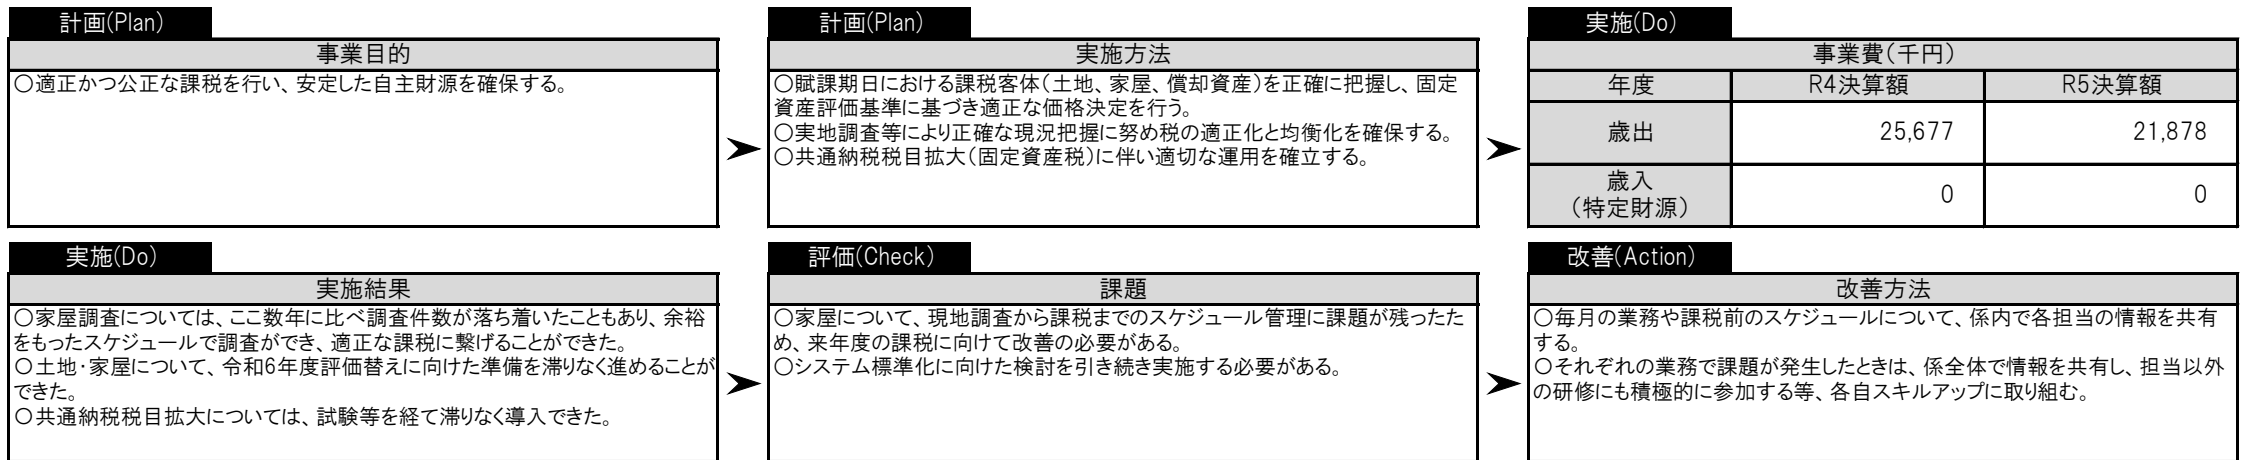 計画(Plan)
事業目的
○適正かつ公正な課税を行い、安定した自主財源を確保する。
計画(Plan)
実施方法
○賦課期日における課税客体(土地、家屋、償却資産)を正確に把握し、固定
資産評価基準に基づき適正な価格決定を行う。
○実地調査等により正確な現況把握に努め税の適正化と均衡化を確保する。
○共通納税税目拡大(固定資産税)に伴い適切な運用を確立する。
実施(Do)
事業費(千円)
年度 R4決算額 R5決算額
歳出 25,677 21,878
歳入
(特定財源) 0 0
実施(Do)
実施結果
○家屋調査については、ここ数年に比べ調査件数が落ち着いたこともあり、余裕
をもったスケジュールで調査ができ、適正な課税に繋げることができた。
○土地・家屋について、令和6年度評価替えに向けた準備を滞りなく進めることが
できた。
○共通納税税目拡大については、試験等を経て滞りなく導入できた。
評価(Check)
課題
○家屋について、現地調査から課税までのスケジュール管理に課題が残ったた
め、来年度の課税に向けて改善の必要がある。
○システム標準化に向けた検討を引き続き実施する必要がある。
改善(Action)
改善方法
○毎月の業務や課税前のスケジュールについて、係内で各担当の情報を共有
する。
○それぞれの業務で課題が発生したときは、係全体で情報を共有し、担当以外
の研修にも積極的に参加する等、各自スキルアップに取り組む。